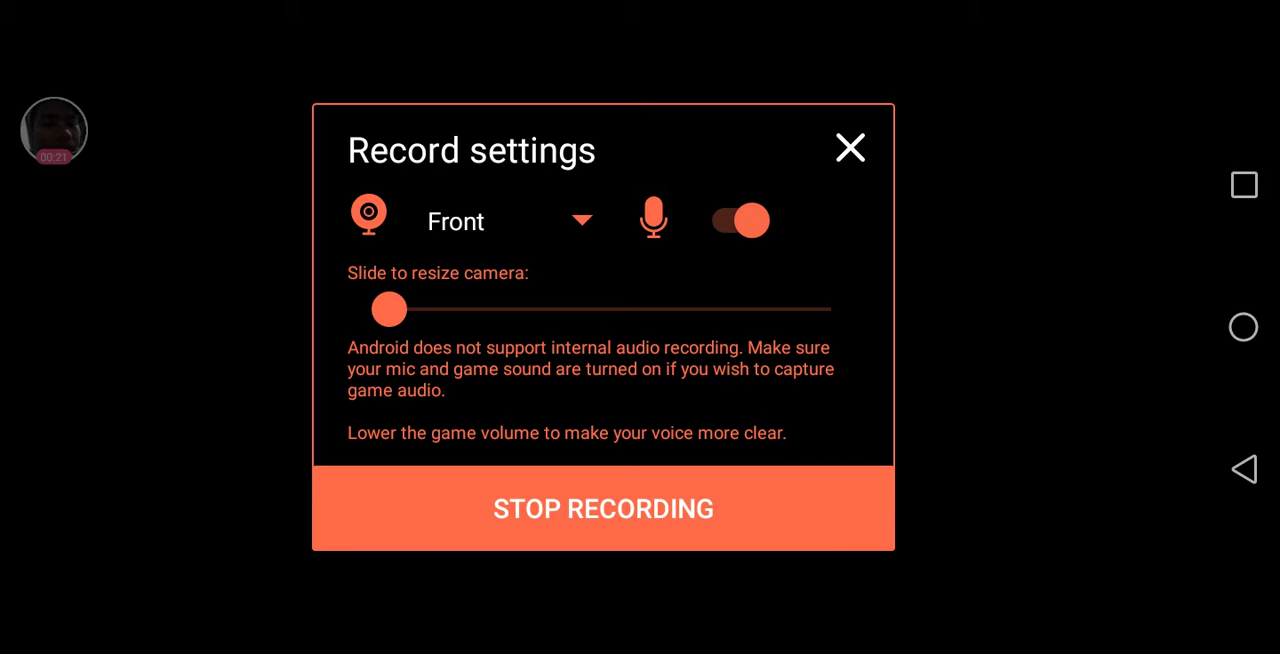 Record settings
00:21
Front
Slide to resize camera:
Android does not support internal audio recording. Make sure
your mic and game sound are turned on if you wish to capture
game audio.
Lower the game volume to make your voice more clear.
STOP RECORDING